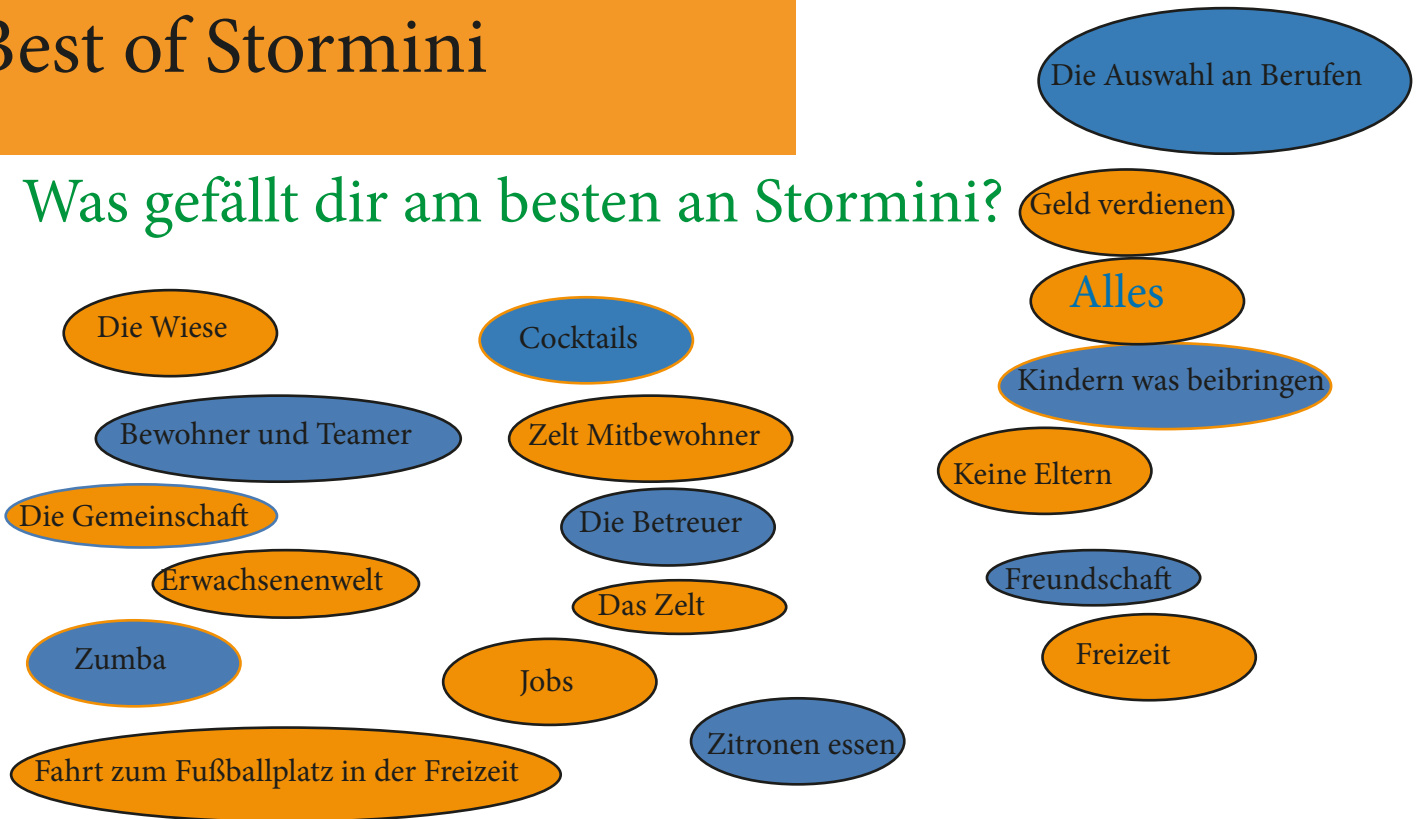 Best of Stormini
Was gefällt dir am besten an Stormini?
Die Auswahl an Berufen
Geld verdienen
Alles
Kindern was beibringen
Keine Eltern
Freundschaft
Freizeit
Die Wiese
Cocktails
Bewohner und Teamer
Zelt Mitbewohner
Die Gemeinschaft
Die Betreuer
Erwachsenenwelt
Das Zelt
Zumba
Jobs
Zitronen essen
Fahrt zum Fußballplatz in der Freizeit